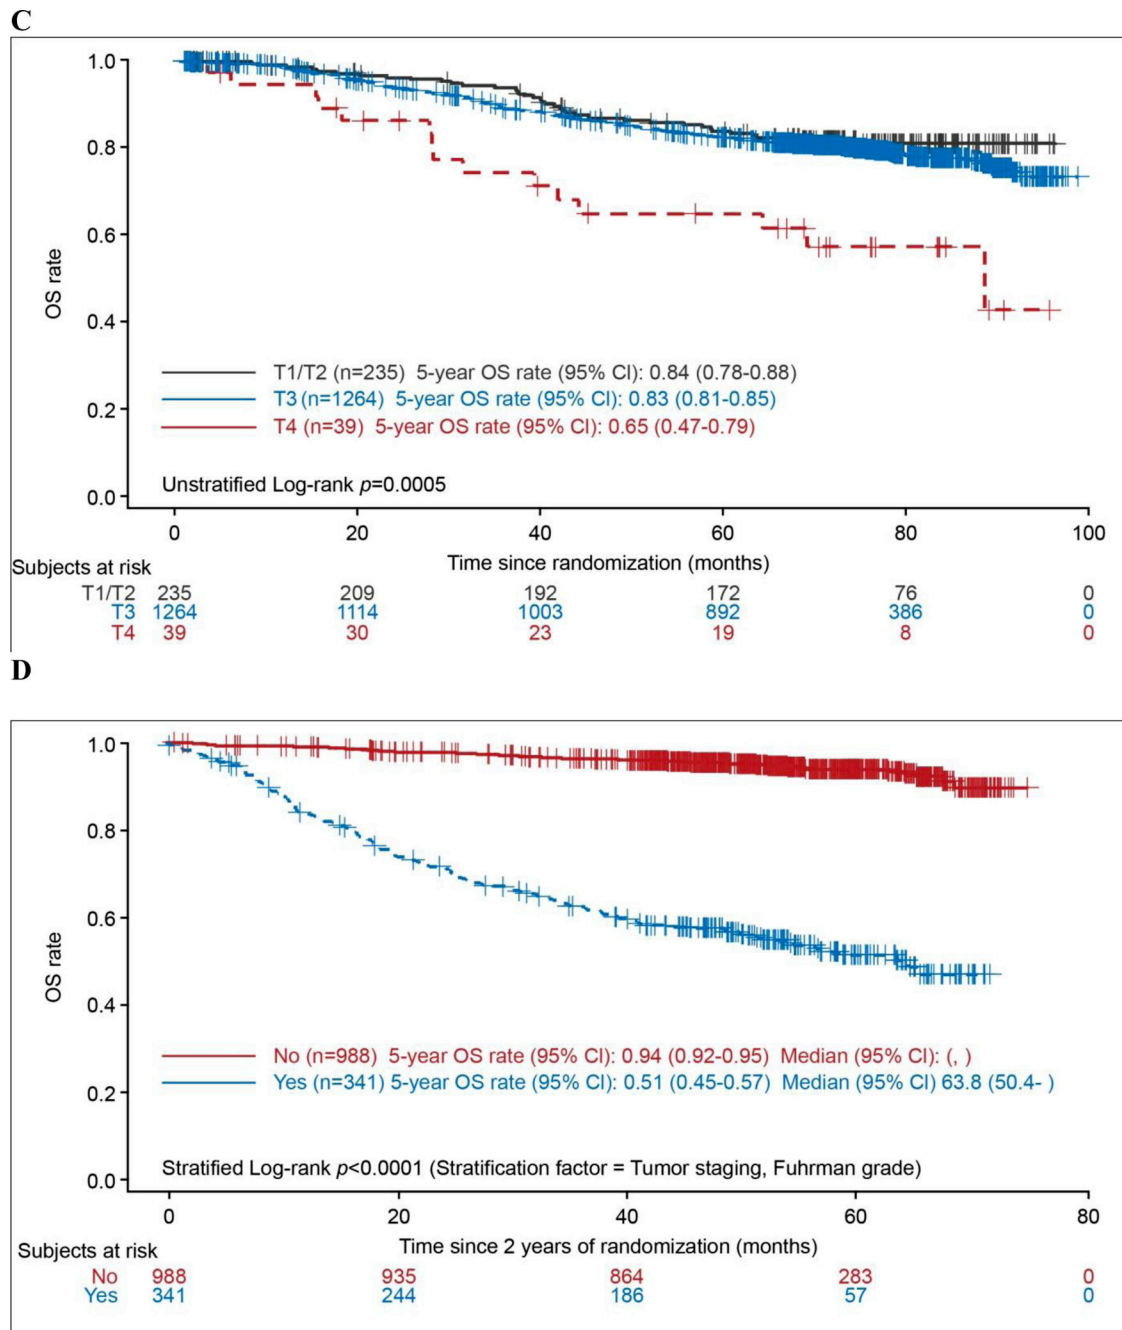 C
1.0
0.8
0.6
0.4
0.2
0.0
OS rate
T1/T2 (n=235) 5-year OS rate (95% CI): 0.84 (0.78-0.88)
T3 (n=1264) 5-year OS rate (95% CI): 0.83 (0.81-0.85)
T4 (n=39) 5-year OS rate (95% CI): 0.65 (0.47-0.79)
Unstratified Log-rank p=0.0005
0 20 40 60 80 100
Time since randomization (months)
Subjects at risk
T1/T2 235 209 192 172 76 0
T3 1264 1114 1003 892 386 0
T4 39 30 23 19 8 0
D
1.0
0.8
0.6
0.4
0.2
0.0
OS rate
No (n=988) 5-year OS rate (95% CI): 0.94 (0.92-0.95) Median (95% CI): (, )
Yes (n=341) 5-year OS rate (95% CI): 0.51 (0.45-0.57) Median (95% CI) 63.8 (50.4- )
Stratified Log-rank p<0.0001 (Stratification factor = Tumor staging, Fuhrman grade)
0 20 40 60 80
Time since 2 years of randomization (months)
Subjects at risk
No 988 935 864 283 0
Yes 341 244 186 57 0